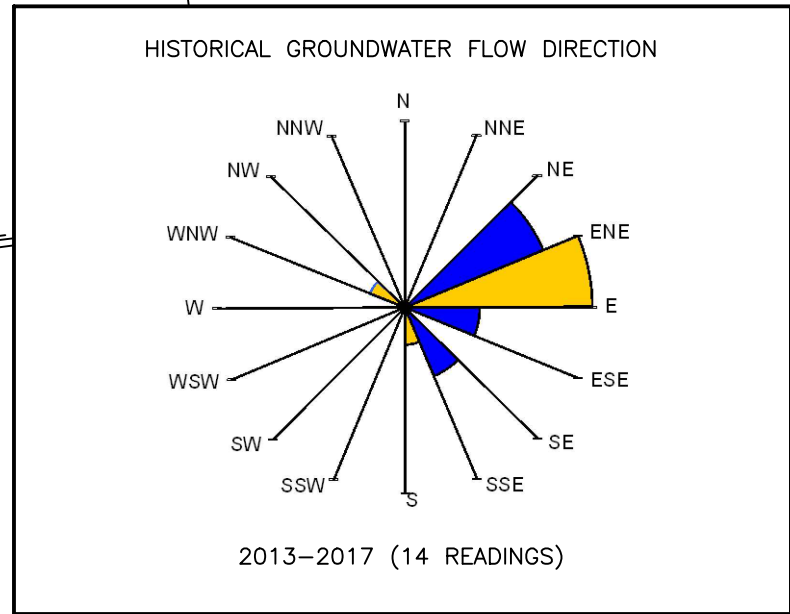 HISTORICAL GROUNDWATER FLOW DIRECTION
N
NNW NNE
NW NE
WNW ENE
W E
WSW ESE
SW SE
SSW SSE
S
2013-2017 (14 READINGS)